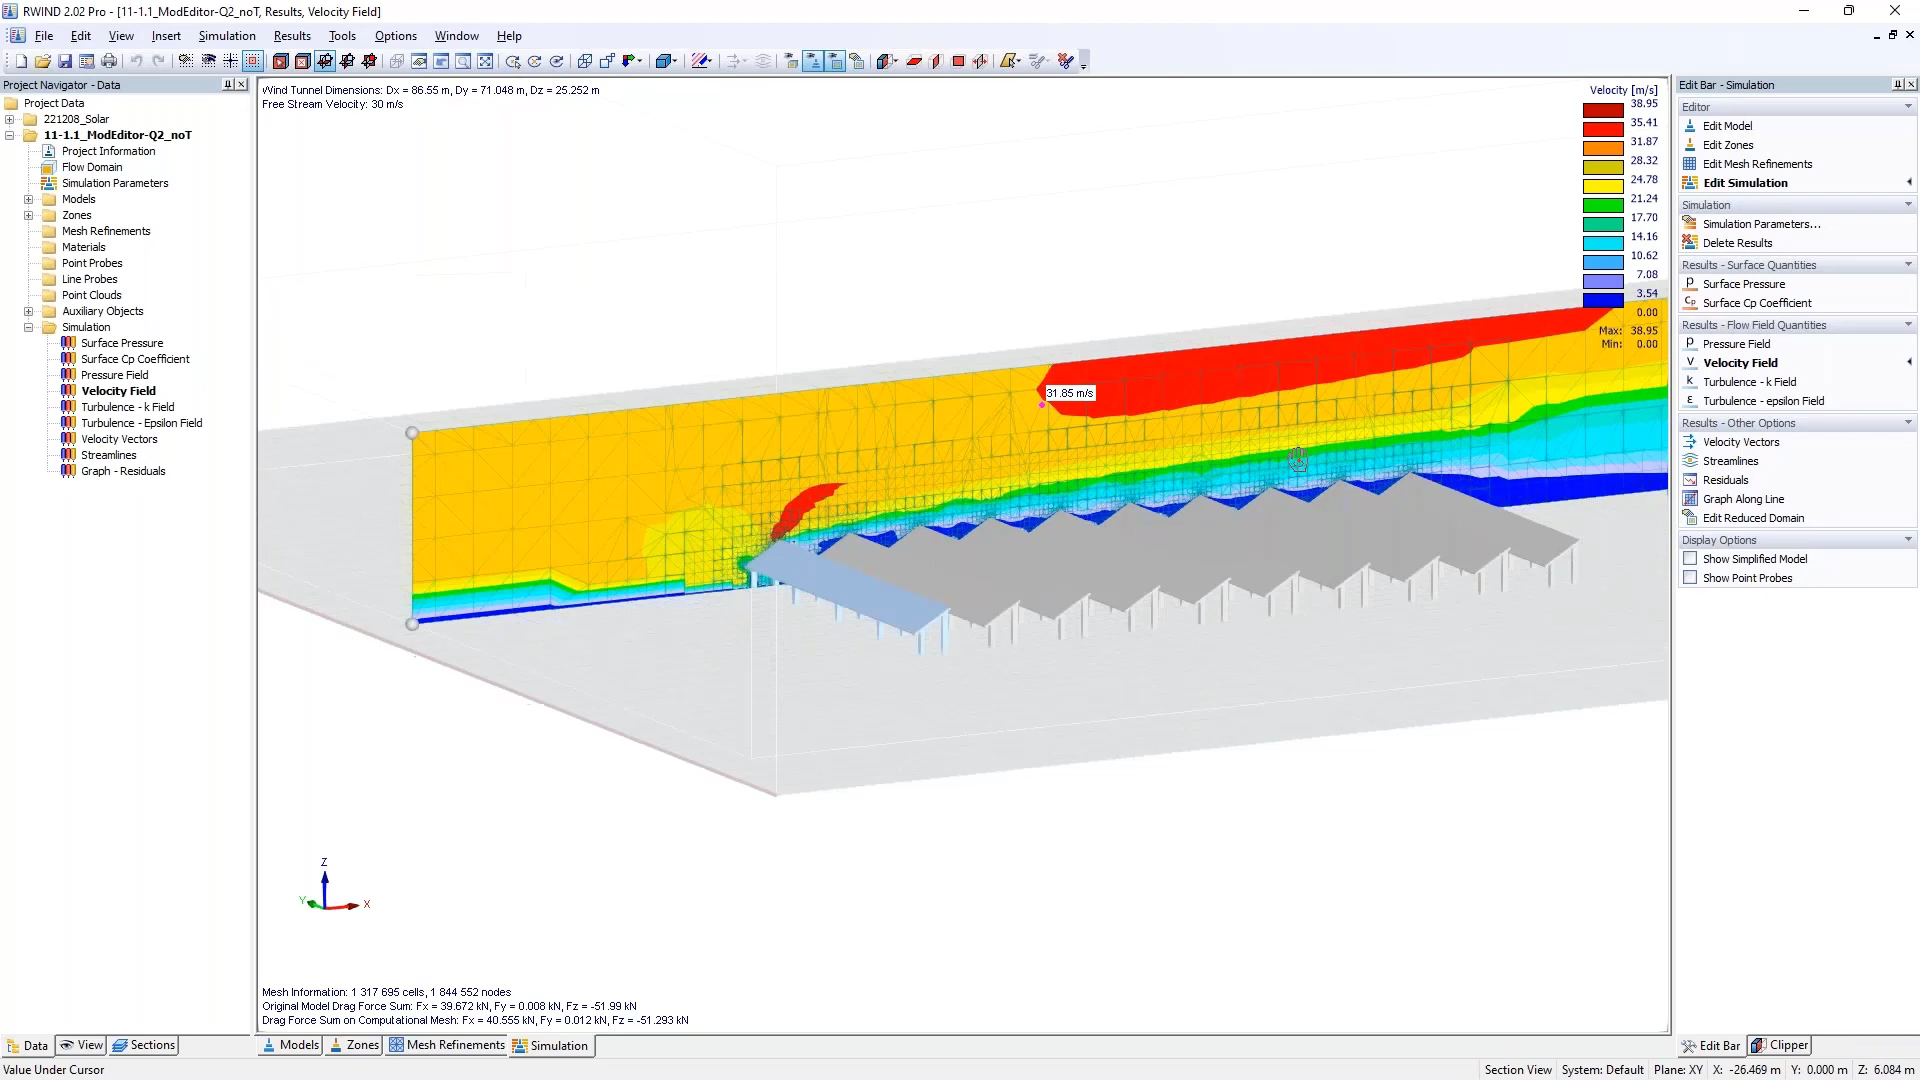 RWIND 2.02 Pro - [11-1.1_ModEditor-Q2_noT, Results, Velocity Field]
File Edit View Insert Simulation Results Tools Options Window Help
Project Navigator - Data
Project Data
221208_Solar
11-1.1_ModEditor-Q2_noT
Project Information
Flow Domain
Simulation Parameters
Models
Zones
Mesh Refinements
Materials
Point Probes
Line Probes
Point Clouds
Auxiliary Objects
Simulation
Surface Pressure
Surface Cp Coefficient
Pressure Field
Velocity Field
Turbulence - k Field
Turbulence - Epsilon Field
Velocity Vectors
Streamlines
Graph - Residuals
Data View Sections
Wind Tunnel Dimensions: Dx = 86.55 m, Dy = 71.048 m, Dz = 25.252 m
Free Stream Velocity: 30 m/s
Velocity [m/s]
38.95
35.41
31.87
28.32
24.78
21.24
17.70
14.16
10.62
7.08
3.54
0.00
Max: 38.95
Min: 0.00
31.85 m/s
Z
Y
X
Mesh Information: 1 317 695 cells, 1 844 552 nodes
Original Model Drag Force Sum: Fx = 39.672 kN, Fy = 0.008 kN, Fz = -51.99 kN
Drag Force Sum on Computational Mesh: Fx = 40.555 kN, Fy = 0.012 kN, Fz = -51.293 kN
Models Zones Mesh Refinements Simulation
Edit Bar - Simulation
Editor
Edit Model
Edit Zones
Edit Mesh Refinements
Edit Simulation
Simulation
Simulation Parameters...
Delete Results
Results - Surface Quantities
p Surface Pressure
Cp Surface Cp Coefficient
Results - Flow Field Quantities
p Pressure Field
v Velocity Field
k Turbulence - k Field
ε Turbulence - epsilon Field
Results - Other Options
Velocity Vectors
Streamlines
Residuals
Graph Along Line
Edit Reduced Domain
Display Options
Show Simplified Model
Show Point Probes
Edit Bar Clipper
Value Under Cursor
Section View System: Default Plane: XY X: -26.469 m Y: 0.000 m Z: 6.084 m